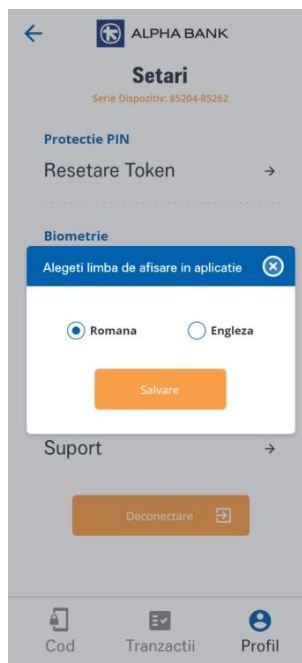 ALPHA BANK
Setari
Serie Dispozitiv: 85204-85262
Protectie PIN
Resetare Token
Biometrie
Alegeti limba de afisare in aplicatie
Romana
Engleza
Salvare
Suport
Deconectare
Cod
Tranzactii
Profil